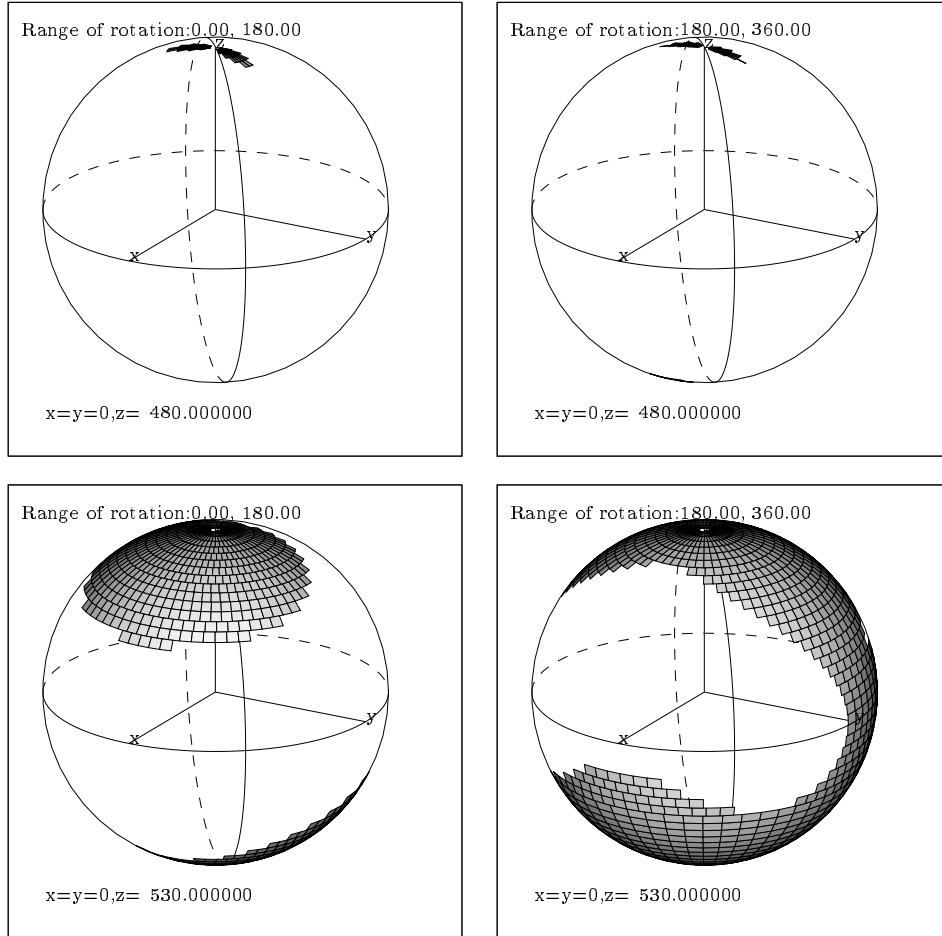 Range of rotation:0.00, 180.00
z
y
x
x=y=0,z= 480.000000
Range of rotation:180.00, 360.00
z
y
x
x=y=0,z= 480.000000
Range of rotation:0.00, 180.00
y
x
x=y=0,z= 530.000000
Range of rotation:180.00, 360.00
y
x
x=y=0,z= 530.000000